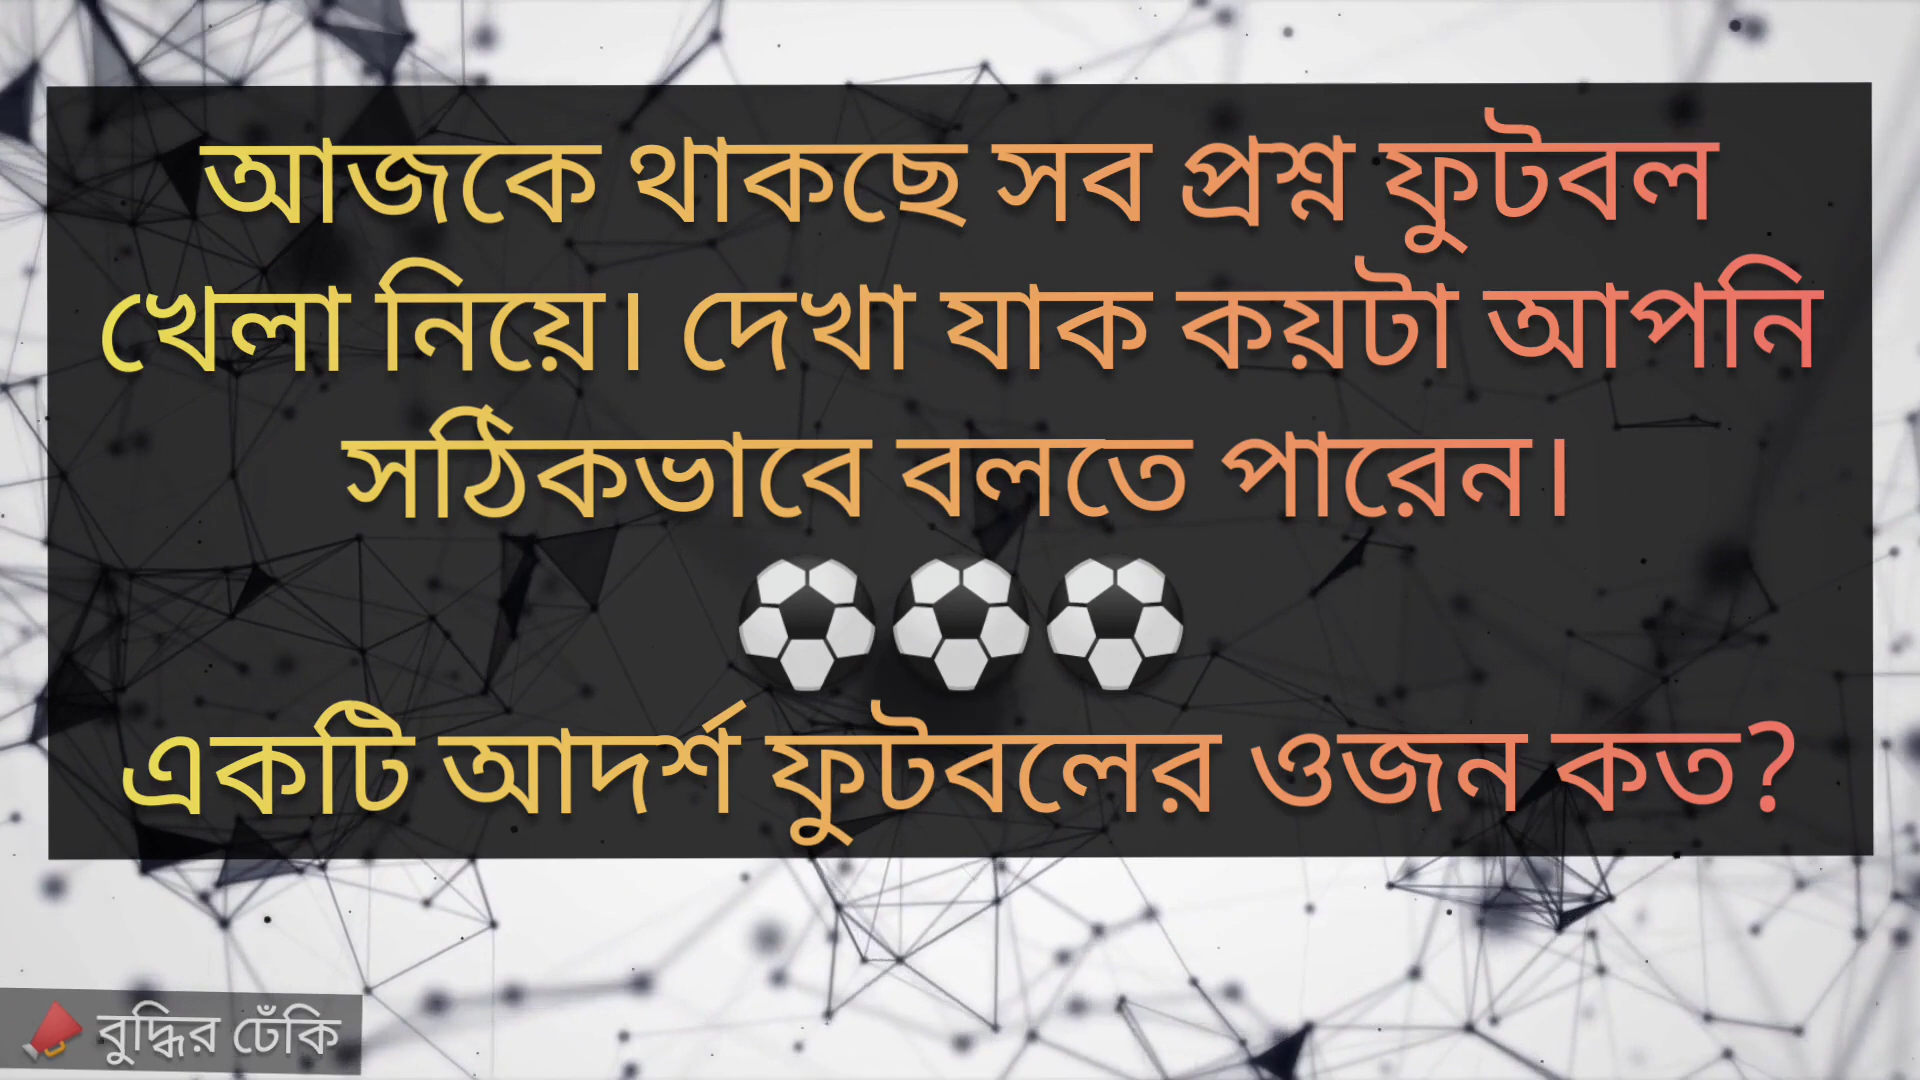 আজকে থাকছে সব প্রশ্ন ফুটবল
খেলা নিয়ে। দেখা যাক কয়টা আপনি
সঠিকভাবে বলতে পারেন।
⚽⚽⚽
একটি আদর্শ ফুটবলের ওজন কত?
বুদ্ধির ঢেঁকি